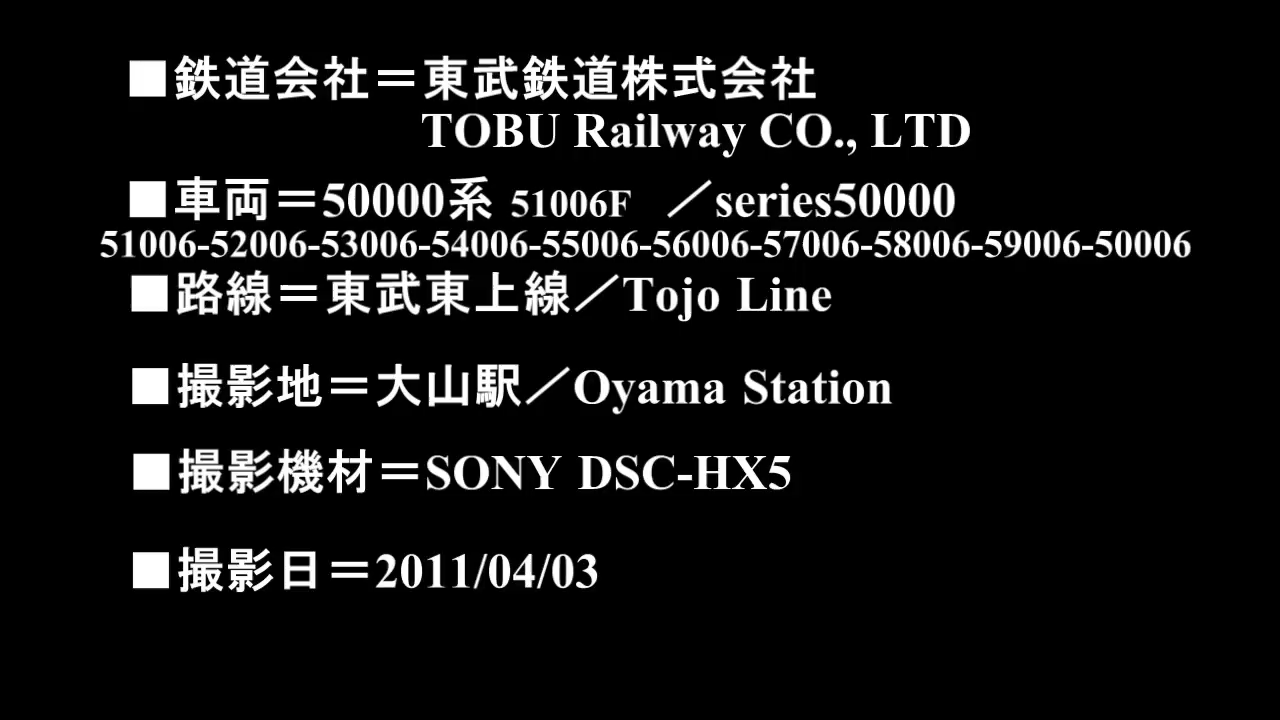 ■鉄道会社＝東武鉄道株式会社
TOBU Railway CO., LTD
■車両＝50000系 51006F ／series50000
51006-52006-53006-54006-55006-56006-57006-58006-59006-50006
■路線＝東武東上線／Tojo Line
■撮影地＝大山駅／Oyama Station
■撮影機材＝SONY DSC-HX5
■撮影日＝2011/04/03